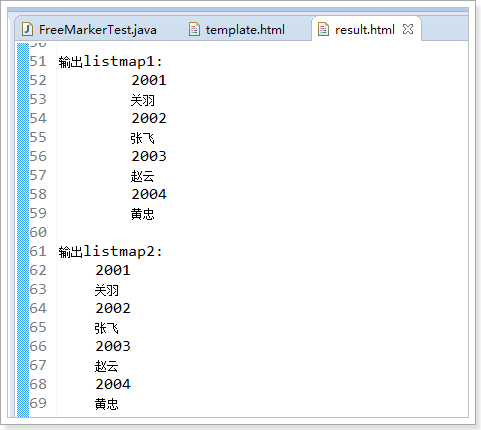 FreeMarkerTest.java template.html result.html
50
51 输出listmap1:
52 2001
53 关羽
54 2002
55 张飞
56 2003
57 赵云
58 2004
59 黄忠
60
61 输出listmap2:
62 2001
63 关羽
64 2002
65 张飞
66 2003
67 赵云
68 2004
69 黄忠